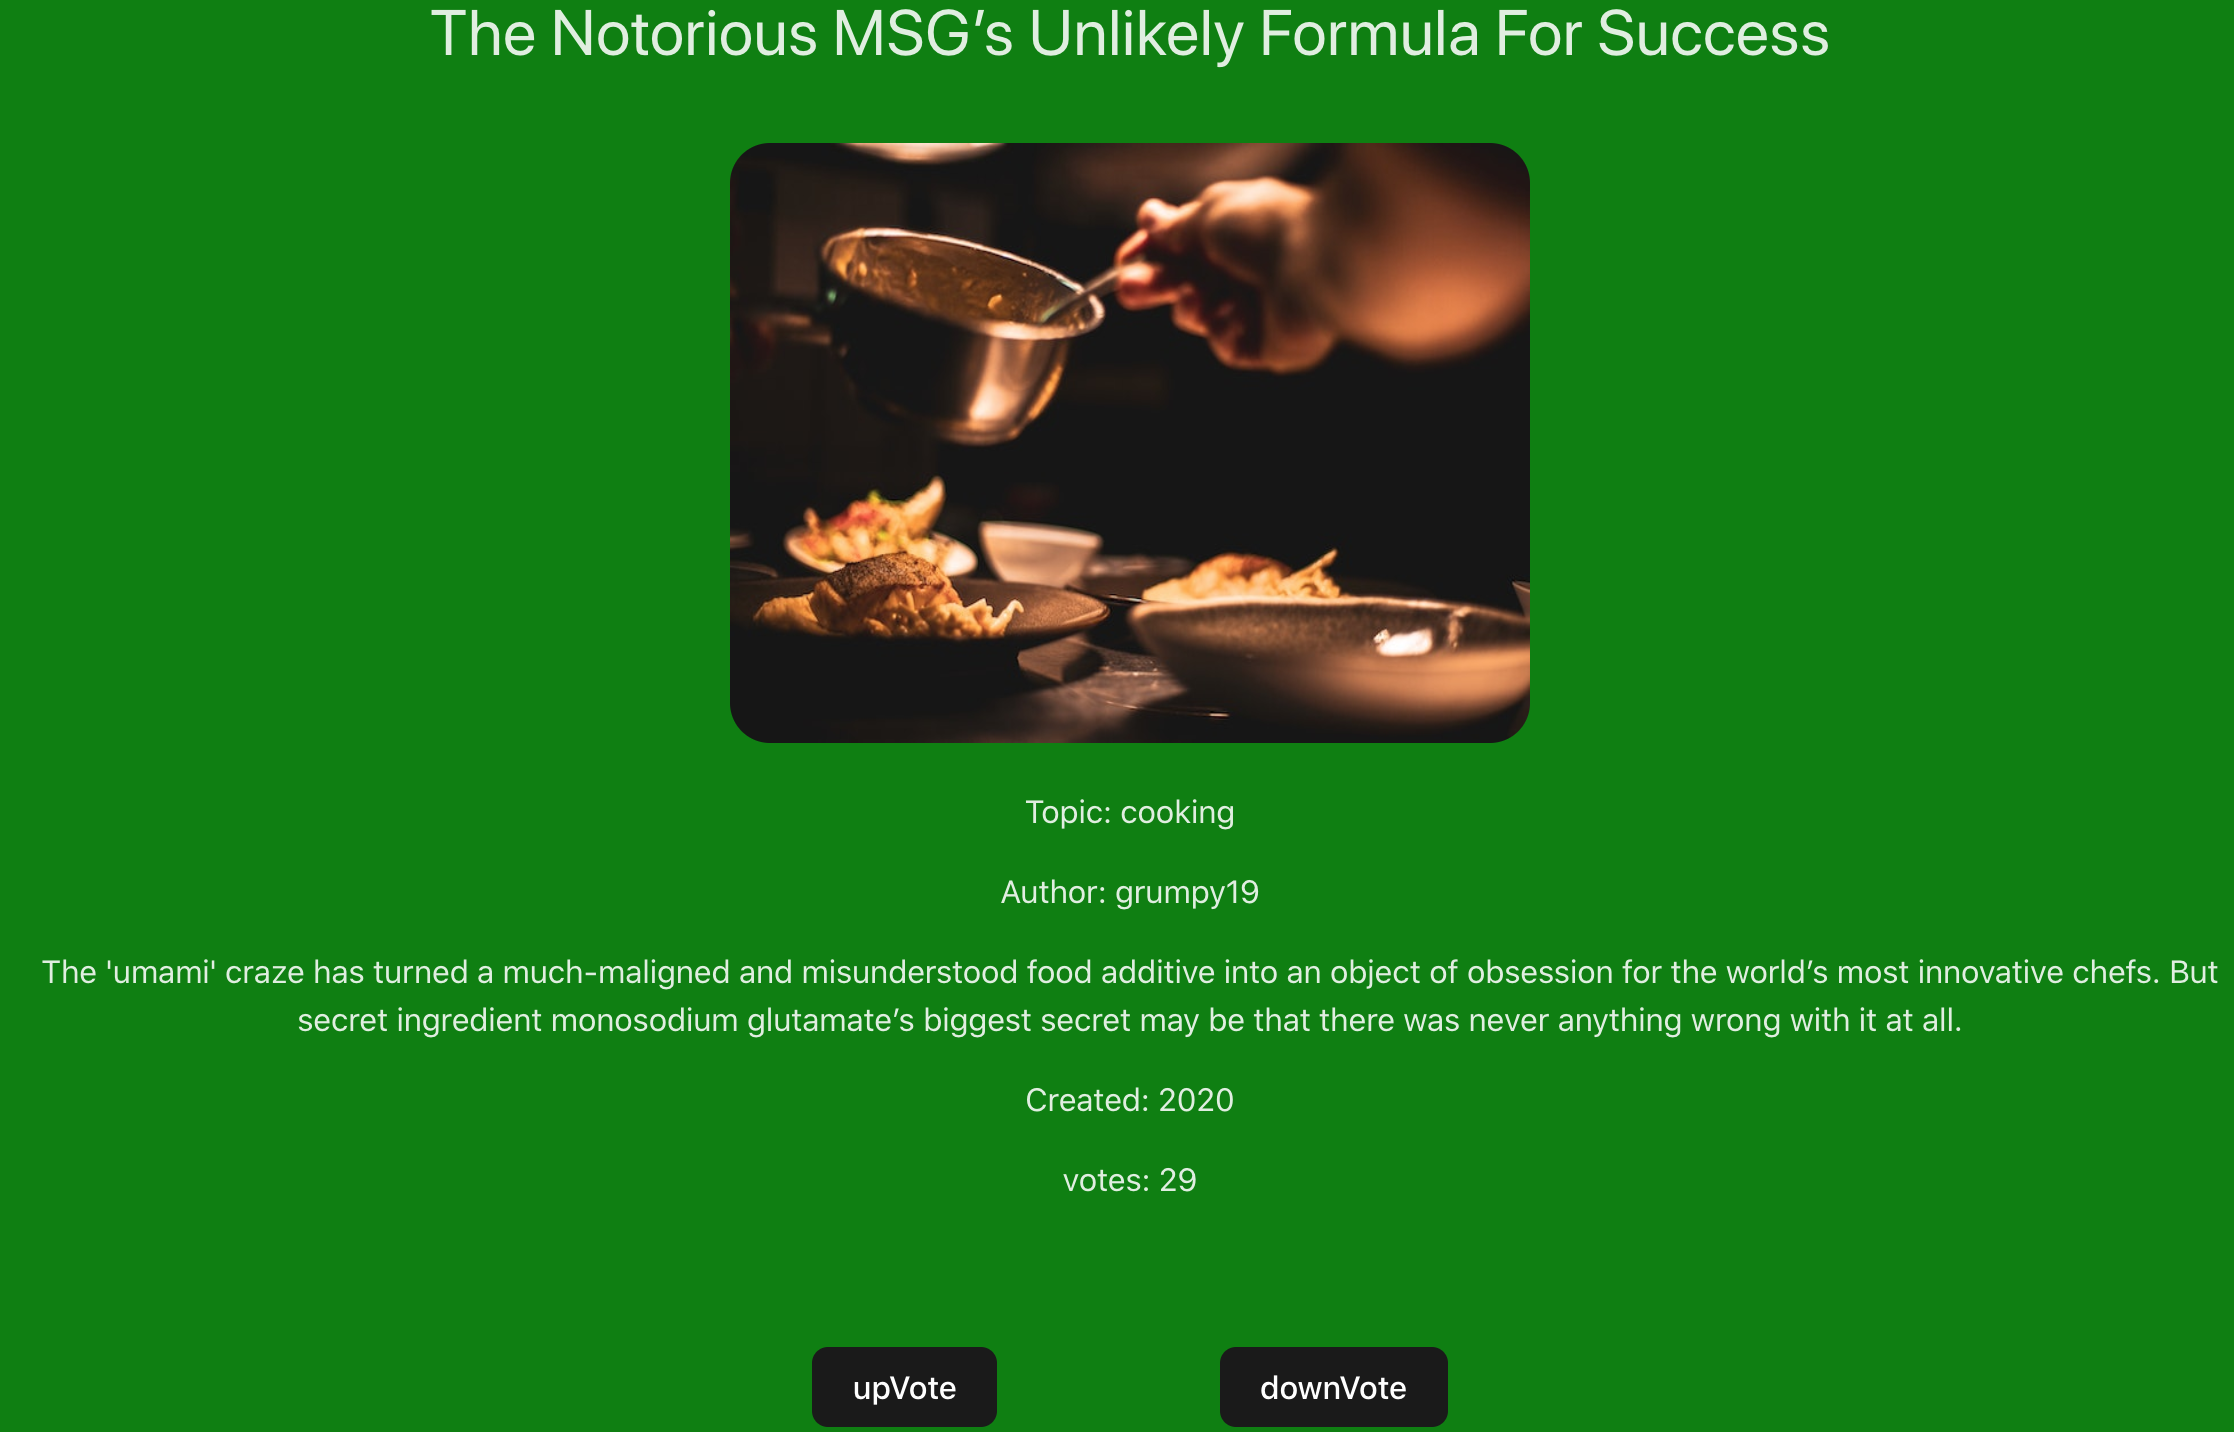 The Notorious MSG’s Unlikely Formula For Success
Topic: cooking
Author: grumpy19
The 'umami' craze has turned a much-maligned and misunderstood food additive into an object of obsession for the world’s most innovative chefs. But
secret ingredient monosodium glutamate’s biggest secret may be that there was never anything wrong with it at all.
Created: 2020
votes: 29
upVote
downVote